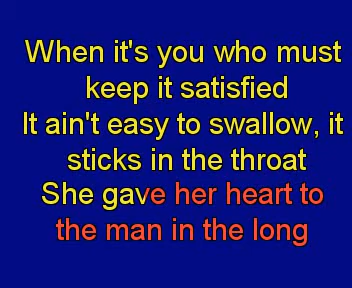 When it's you who must
keep it satisfied
It ain't easy to swallow, it
sticks in the throat
She gave her heart to
the man in the long